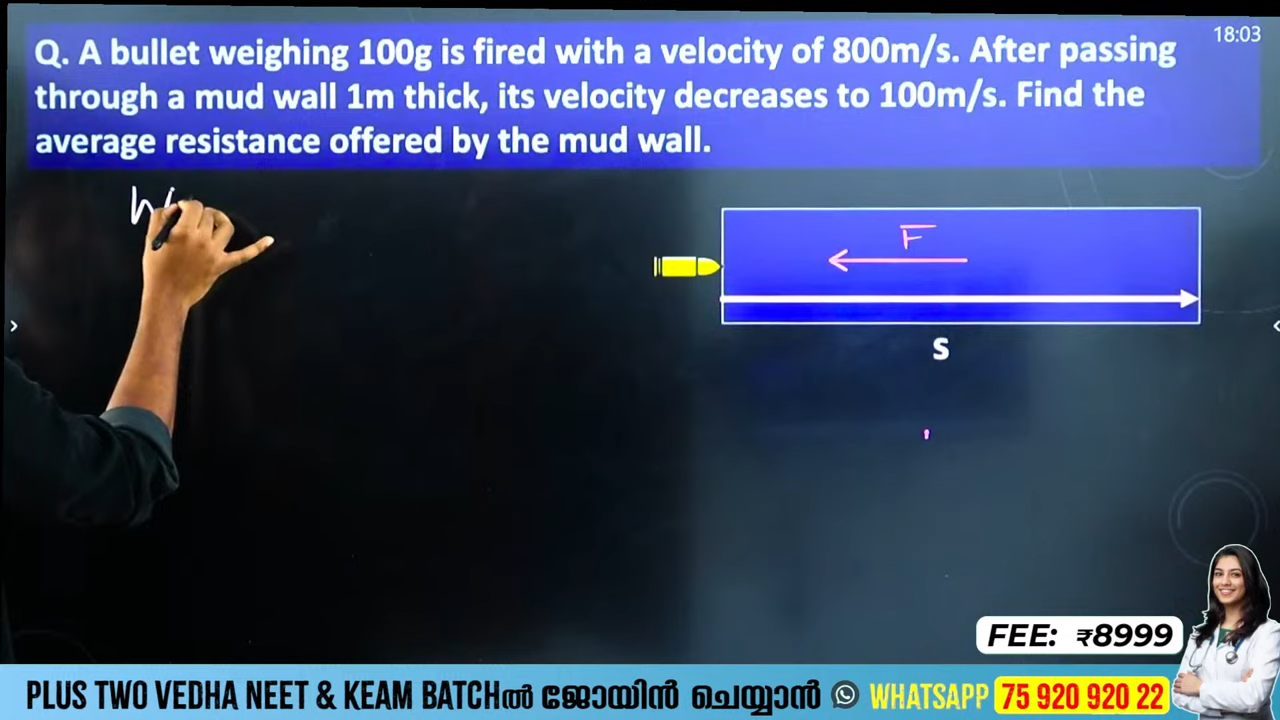 18:03
Q. A bullet weighing 100g is fired with a velocity of 800m/s. After passing
through a mud wall 1m thick, its velocity decreases to 100m/s. Find the
average resistance offered by the mud wall.
F
S
FEE: ₹8999
PLUS TWO VEDHA NEET & KEAM BATCHൽ ജോയിൻ ചെയ്യാൻ WHATSAPP 75 920 920 22